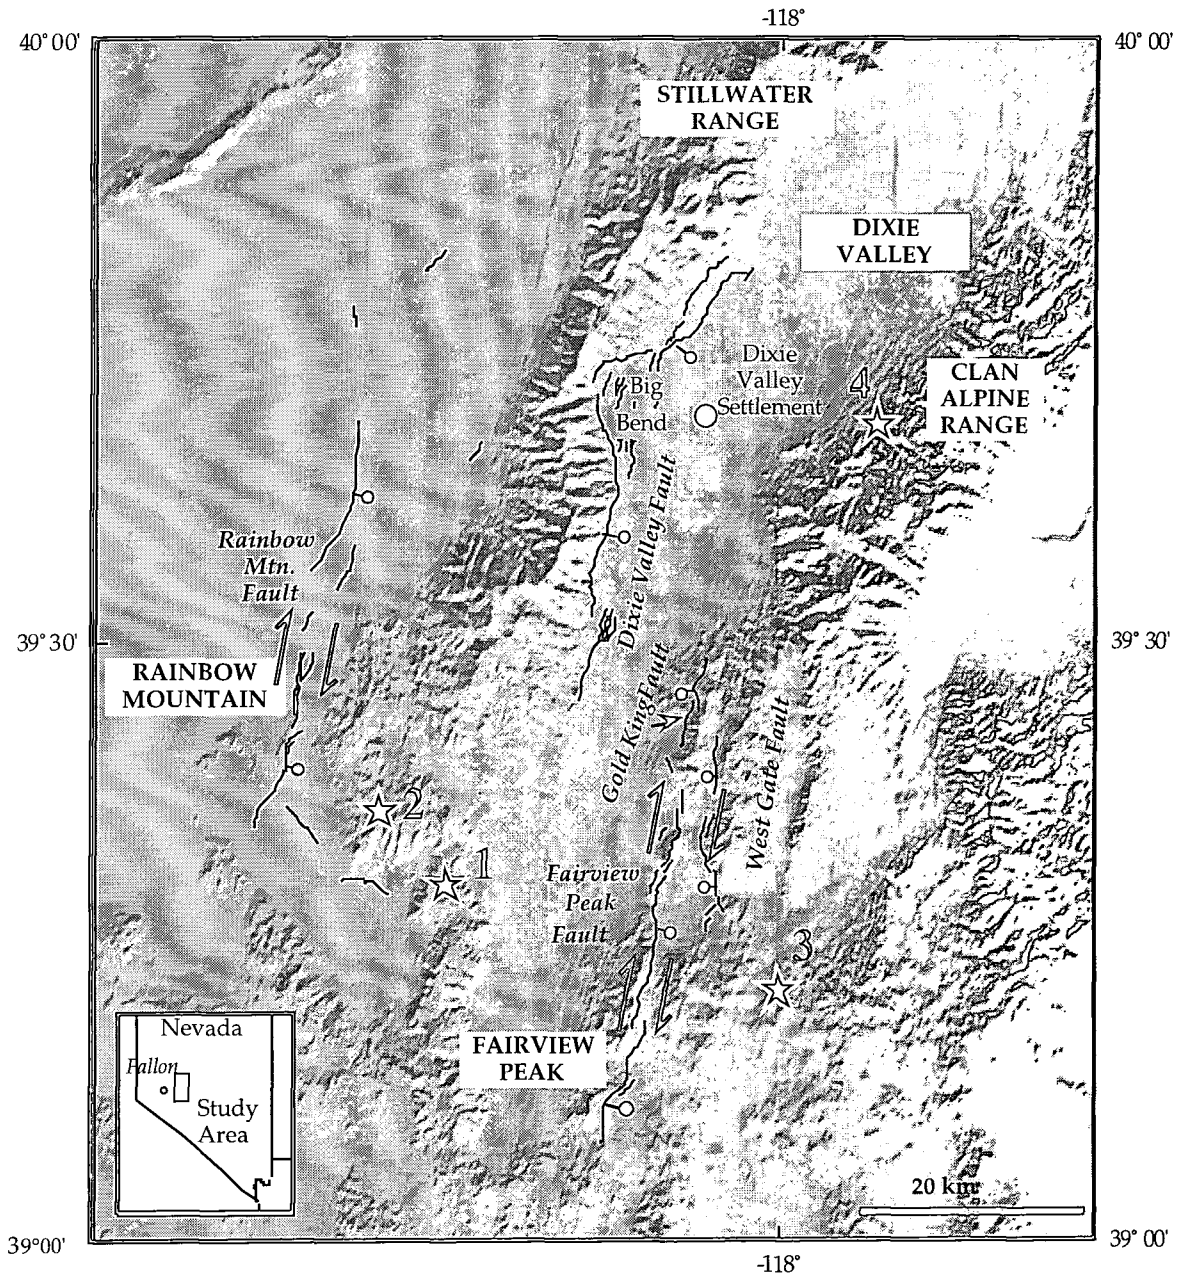 -118°
40° 00'
40° 00'
STILLWATER
RANGE
DIXIE
VALLEY
Dixie
Valley
Settlement
Big
Bend
4
CLAN
ALPINE
RANGE
Rainbow
Mtn.
Fault
Dixie Valley Fault
39° 30'
39° 30'
RAINBOW
MOUNTAIN
Gold King Fault
West Gate Fault
2
1
Fairview
Peak
Fault
3
FAIRVIEW
PEAK
Nevada
Fallon
Study
Area
20 km
39°00'
39° 00'
-118°